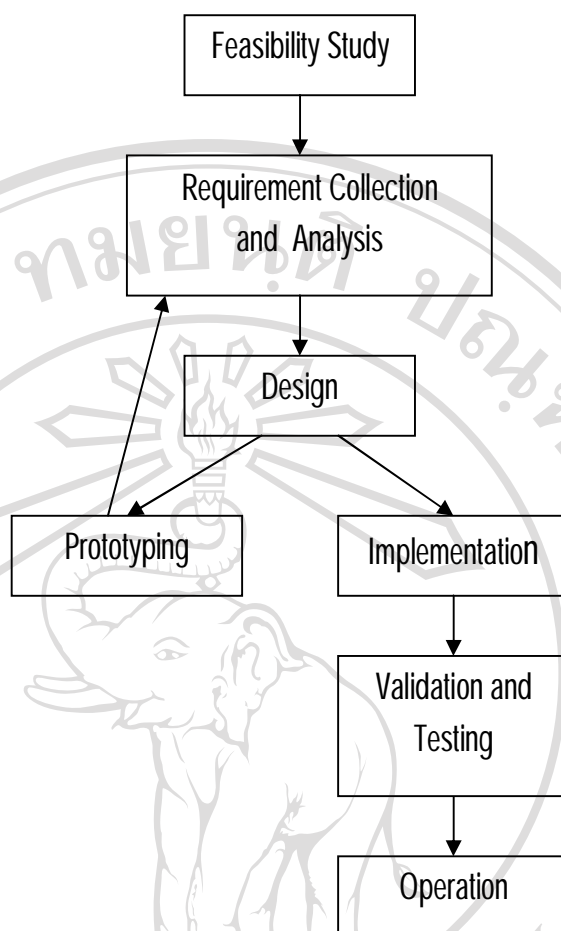 Feasibility Study
Requirement Collection
and Analysis
Design
Prototyping
Implementation
Validation and
Testing
Operation